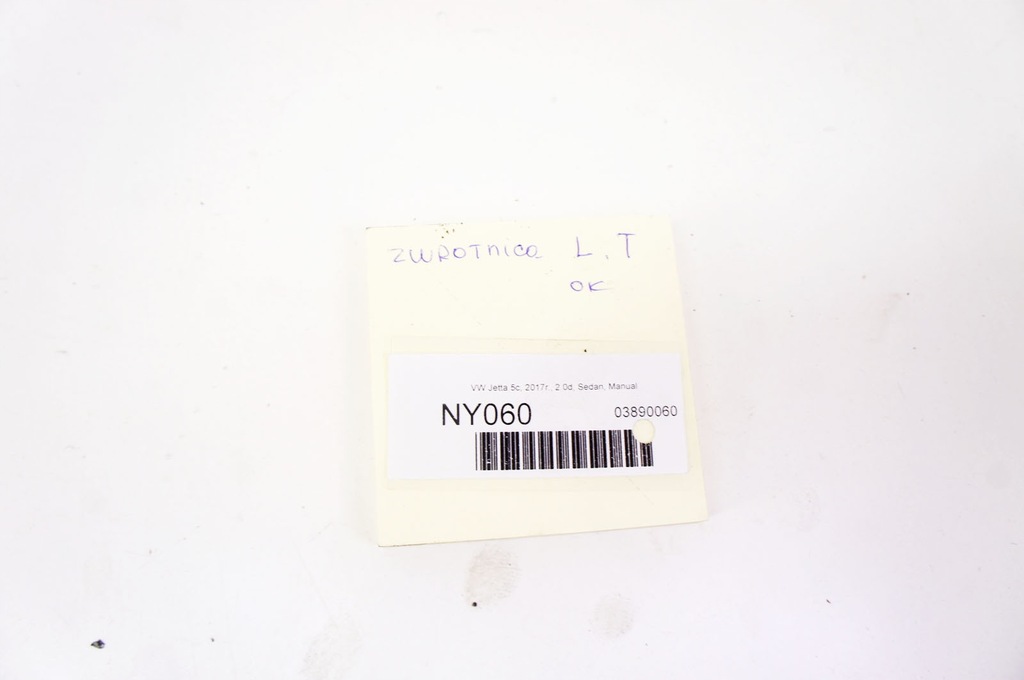 ZWROTNICA L.T
OK
VW Jetta 5c, 2017r., 2.0d, Sedan, Manual
NY060
03890060